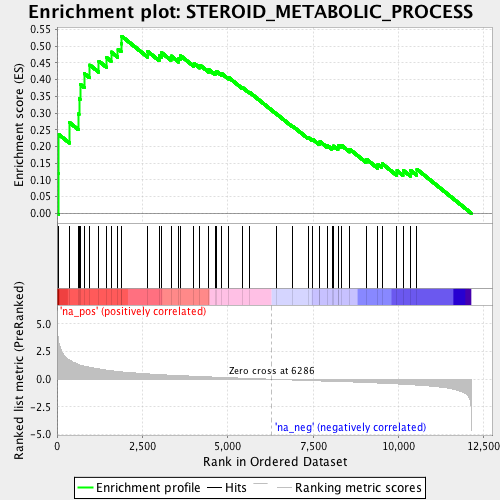 Enrichment plot: STEROID_METABOLIC_PROCESS
Enrichment score (ES)
0.55
0.50
0.45
0.40
0.35
0.30
0.25
0.20
0.15
0.10
0.05
0.00
'na_pos' (positively correlated)
Ranked list metric (PreRanked)
5.0
2.5
0.0
-2.5
-5.0
Zero cross at 6286
'na_neg' (negatively correlated)
0 2,500 5,000 7,500 10,000 12,500
Rank in Ordered Dataset
Enrichment profile Hits Ranking metric scores